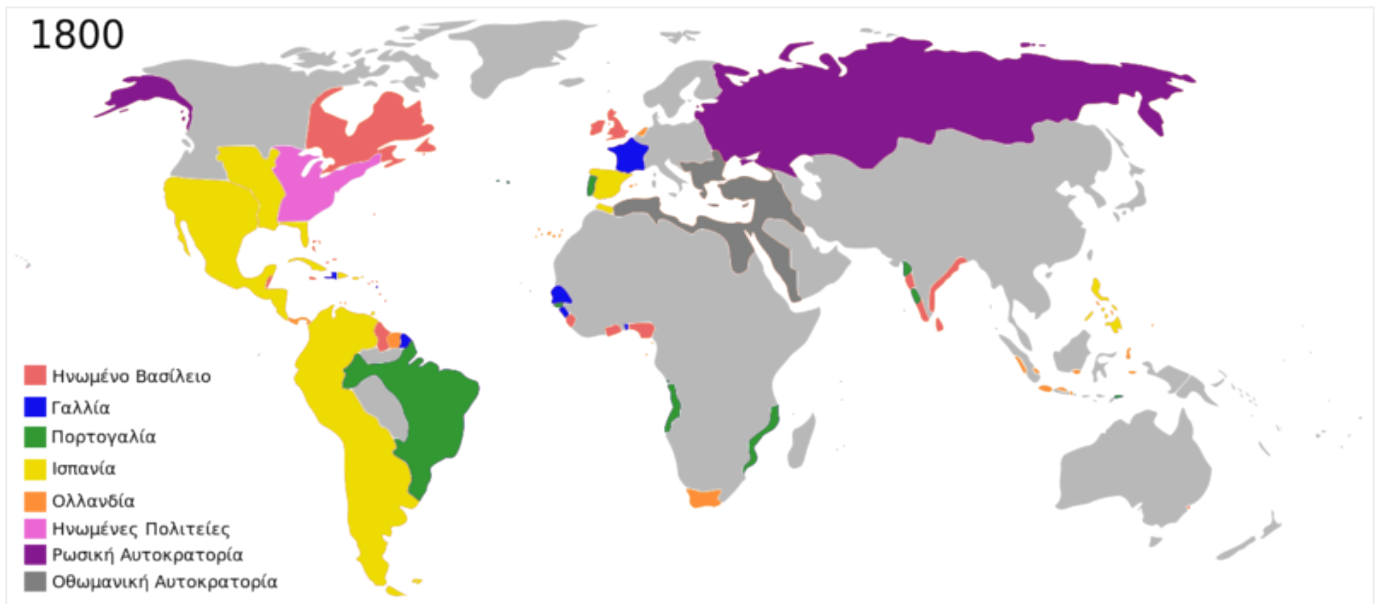 1800
Ηνωμένο Βασίλειο
Γαλλία
Πορτογαλία
Ισπανία
Ολλανδία
Ηνωμένες Πολιτείες
Ρωσική Αυτοκρατορία
Οθωμανική Αυτοκρατορία